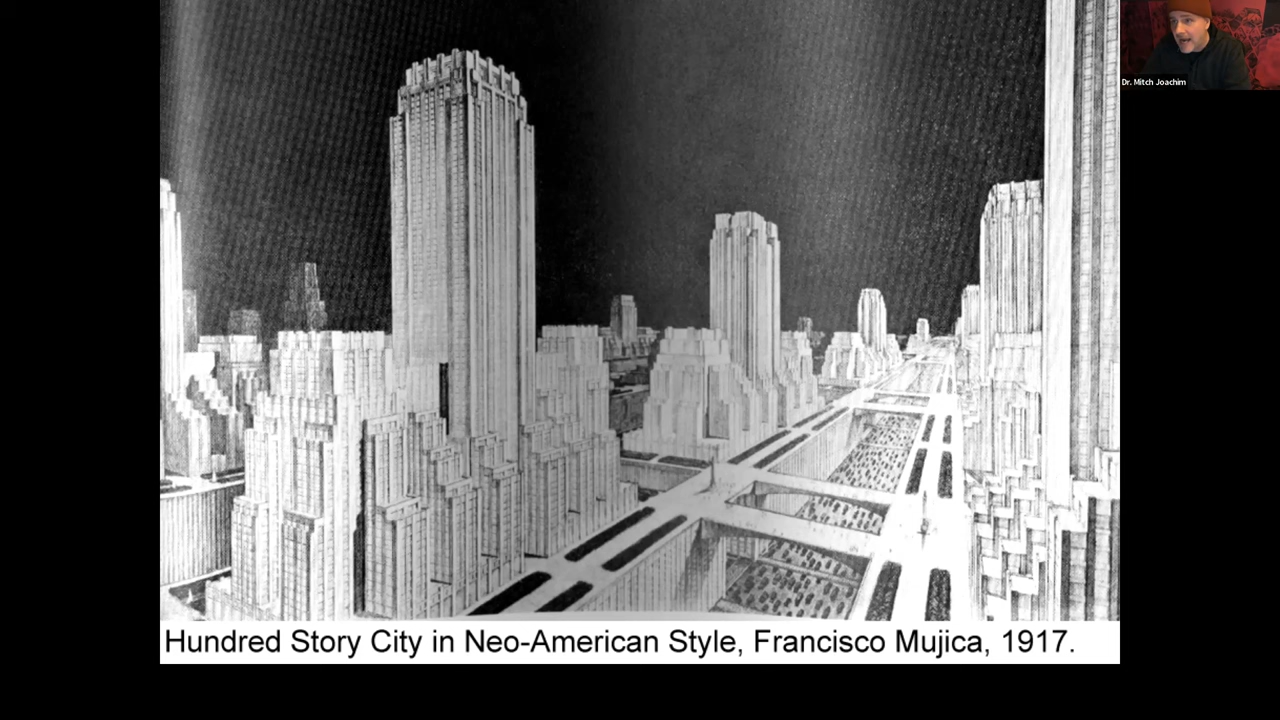 Dr. Mitch Joachim
Hundred Story City in Neo-American Style, Francisco Mujica, 1917.